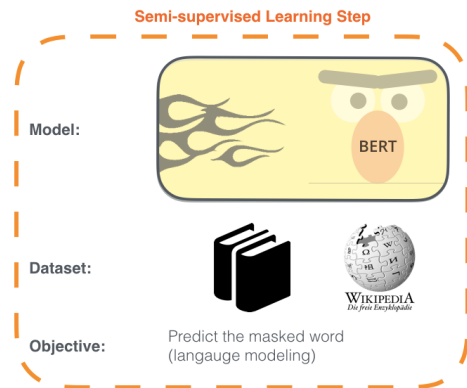 Semi-supervised Learning Step
Model:
BERT
Dataset:
WIKIPEDIA
Die freie Enzyklopädie
Objective:
Predict the masked word
(langauge modeling)